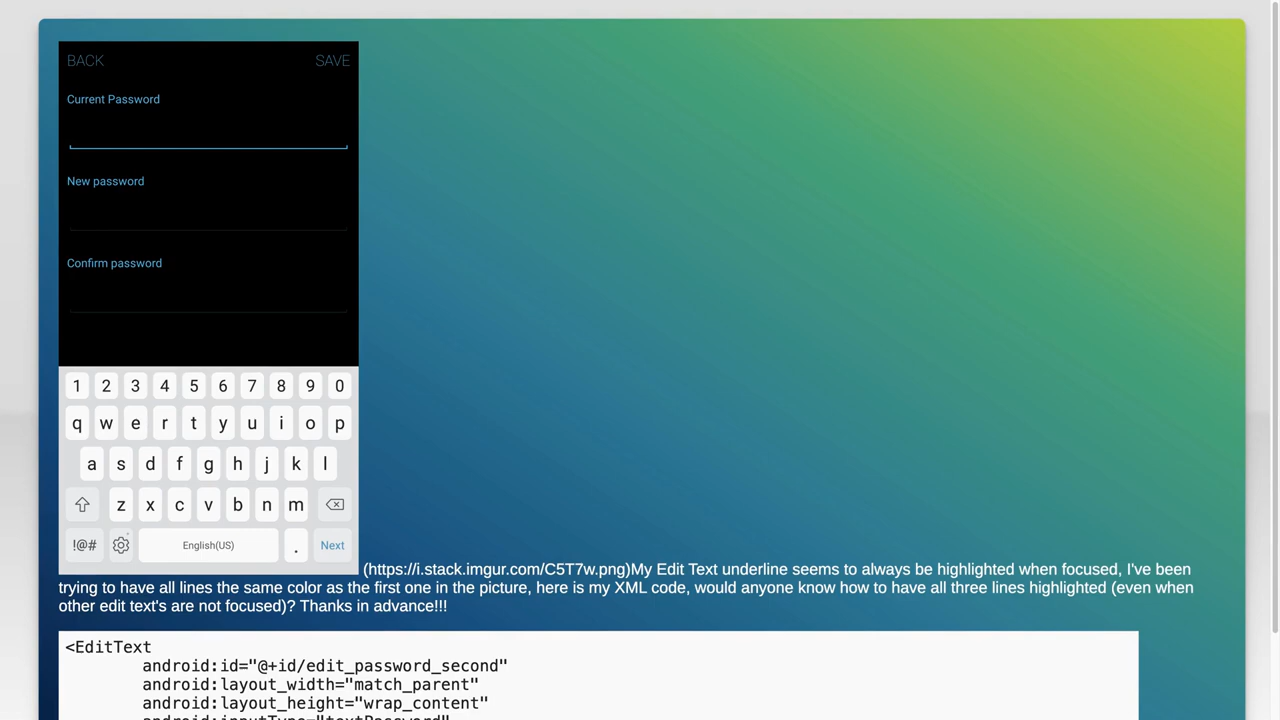 BACK SAVE
Current Password
New password
Confirm password
1 2 3 4 5 6 7 8 9 0
q w e r t y u i o p
a s d f g h j k l
z x c v b n m
!@# English(US) . Next
(https://i.stack.imgur.com/C5T7w.png)My Edit Text underline seems to always be highlighted when focused, I've been
trying to have all lines the same color as the first one in the picture, here is my XML code, would anyone know how to have all three lines highlighted (even when
other edit text's are not focused)? Thanks in advance!!!
<EditText
android:id="@+id/edit_password_second"
android:layout_width="match_parent"
android:layout_height="wrap_content"
android:inputType="textPassword"